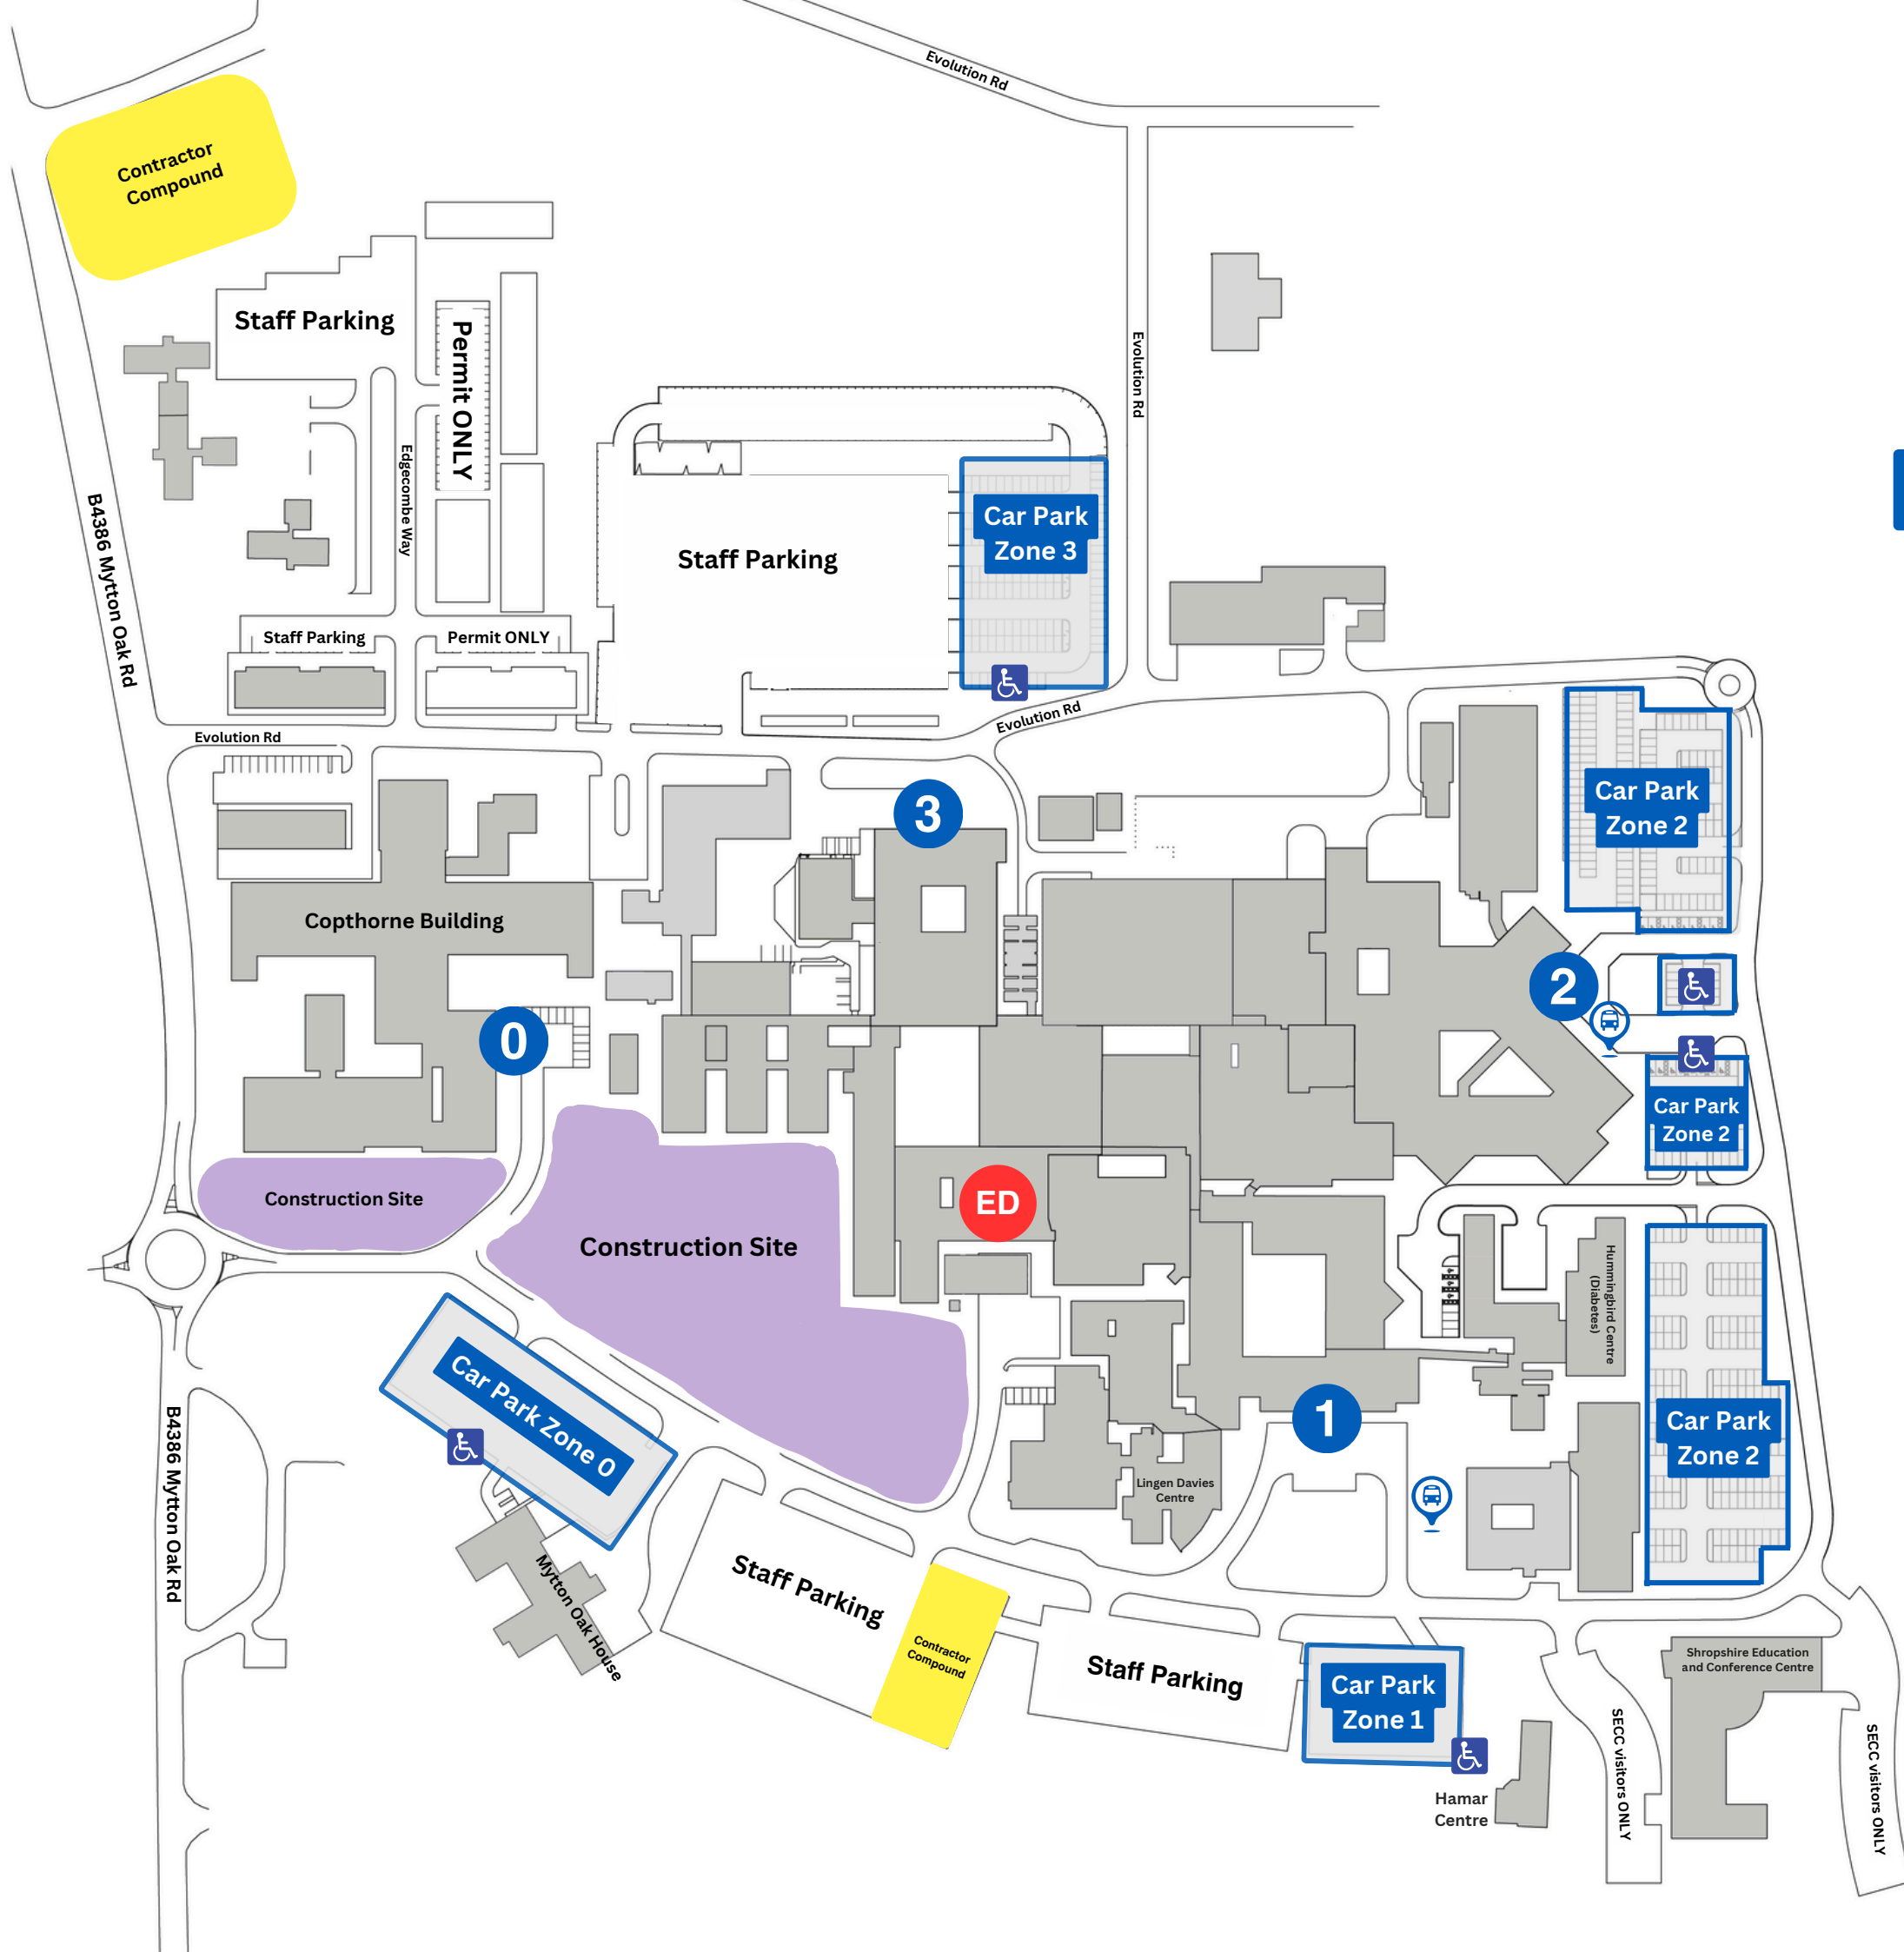 Evolution Rd
Contractor
Compound
Staff Parking
Permit ONLY
Evolution Rd
Edgecombe Way
B4386 Mytton Oak Rd
Car Park
Zone 3
Staff Parking
Staff Parking
Permit ONLY
Evolution Rd
Evolution Rd
Car Park
Zone 2
3
Copthorne Building
2
0
Car Park
Zone 2
Construction Site
ED
Construction Site
Hummingbird Centre
(Diabetes)
Car Park Zone 0
1
Car Park
Zone 2
B4386 Mytton Oak Rd
Lingen Davies
Centre
Mytton Oak House
Staff Parking
Contractor
Compound
Staff Parking
Car Park
Zone 1
Shropshire Education
and Conference Centre
SECC visitors ONLY
SECC visitors ONLY
Hamar
Centre